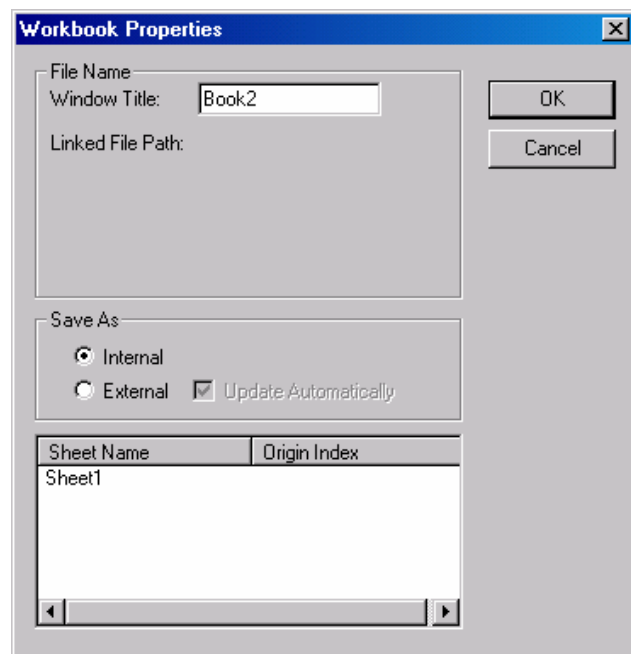 Workbook Properties
File Name
Window Title: Book2
OK
Linked File Path:
Cancel
Save As
Internal
External Update Automatically
Sheet Name Origin Index
Sheet1